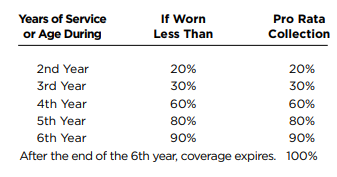 Years of Service or Age During If Worn Less Than Pro Rata Collection
2nd Year 20% 20%
3rd Year 30% 30%
4th Year 60% 60%
5th Year 80% 80%
6th Year 90% 90%
After the end of the 6th year, coverage expires. 100%